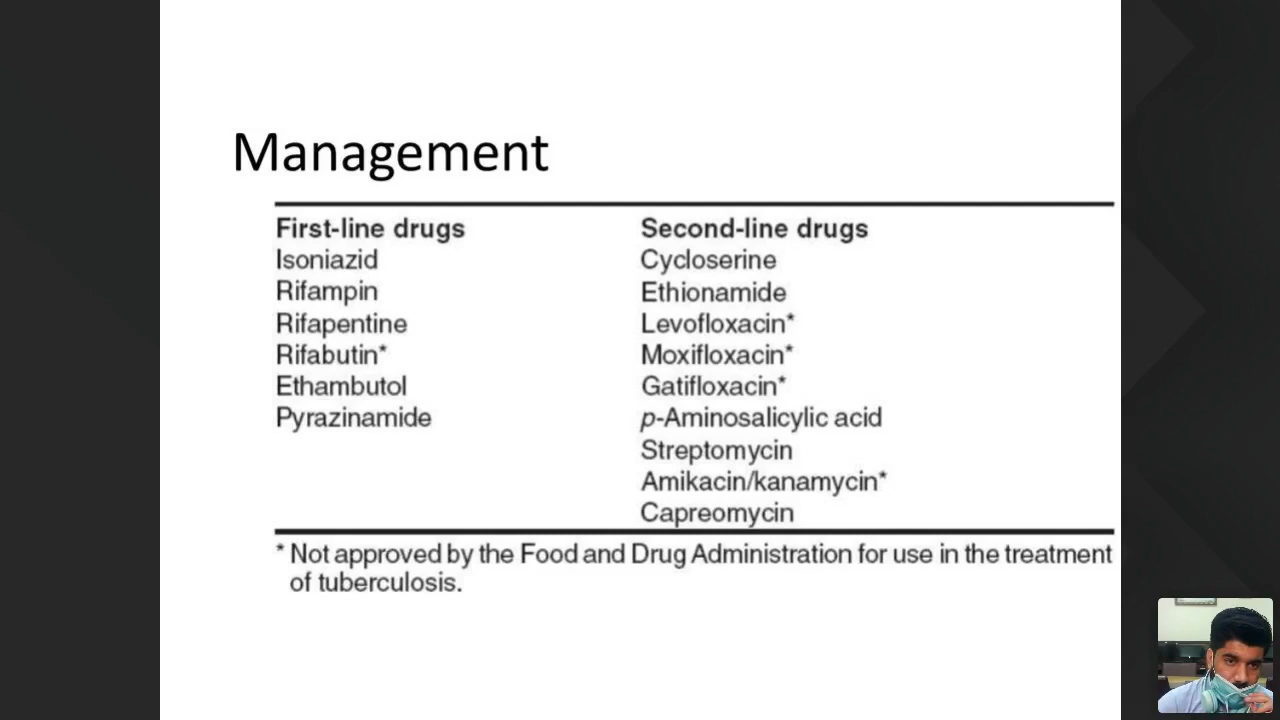 Management
First-line drugs Second-line drugs
Isoniazid Cycloserine
Rifampin Ethionamide
Rifapentine Levofloxacin*
Rifabutin* Moxifloxacin*
Ethambutol Gatifloxacin*
Pyrazinamide p-Aminosalicylic acid
Streptomycin
Amikacin/kanamycin*
Capreomycin
* Not approved by the Food and Drug Administration for use in the treatment
of tuberculosis.